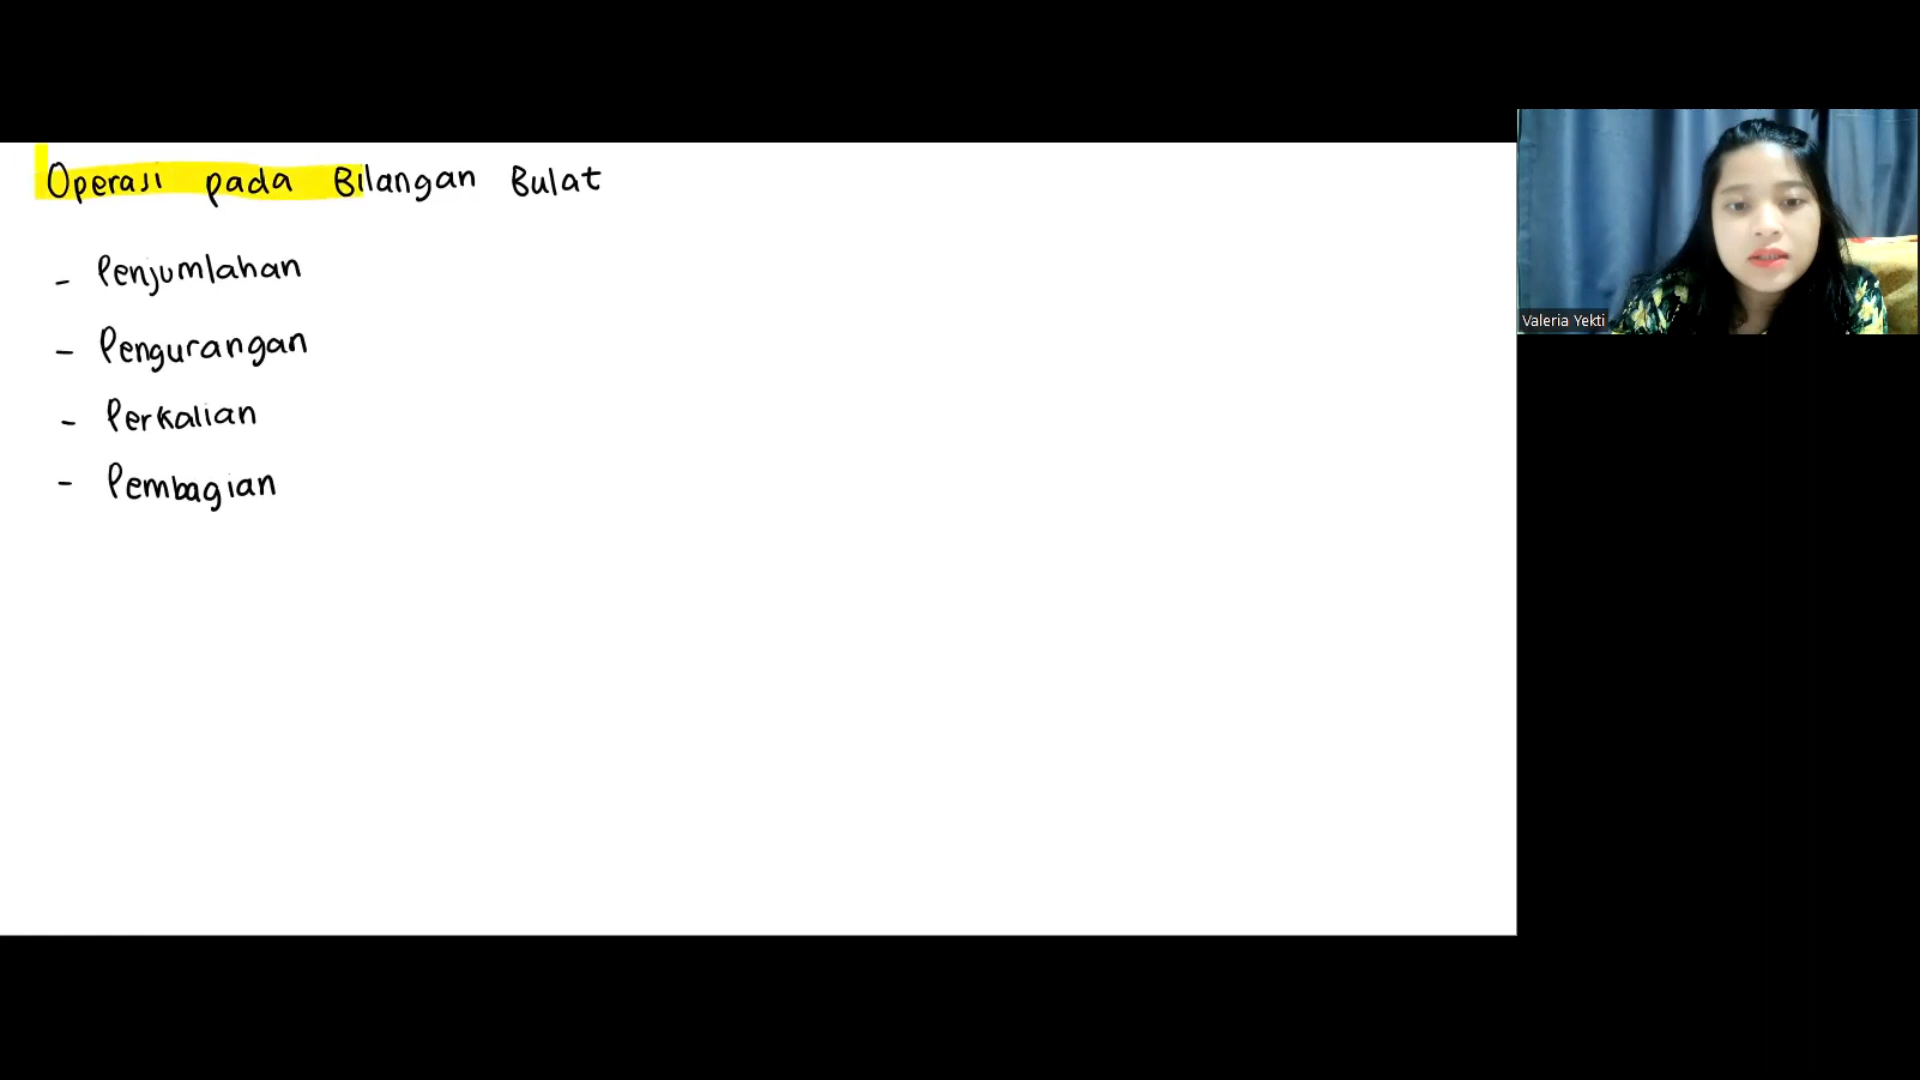 Operasi pada Bilangan Bulat
- Penjumlahan
- Pengurangan
- Perkalian
- Pembagian
Valeria Yekti